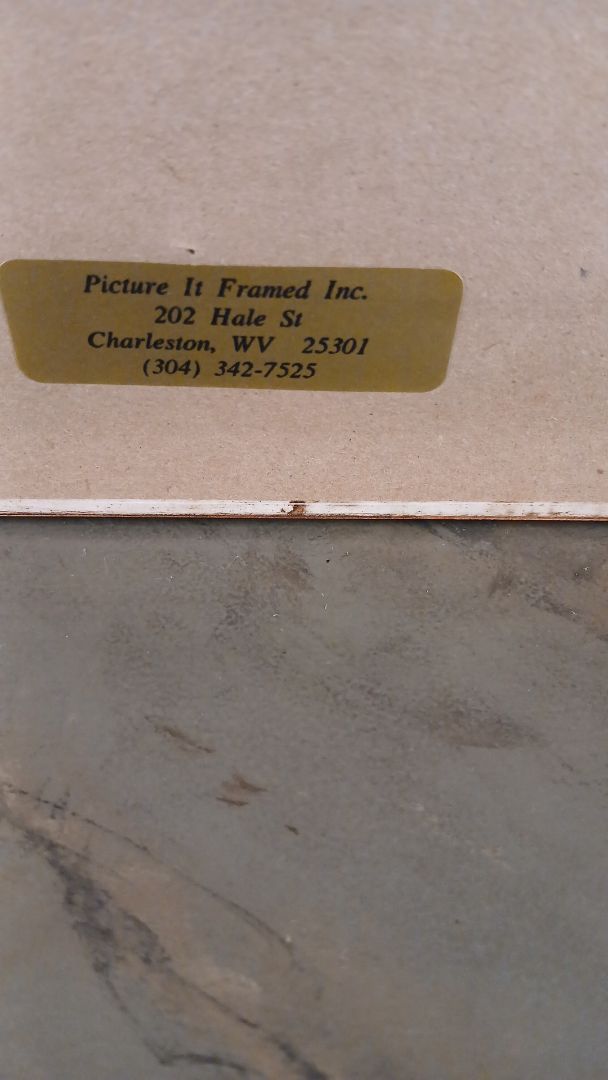 Picture It Framed Inc.
202 Hale St
Charleston, WV 25301
(304) 342-7525